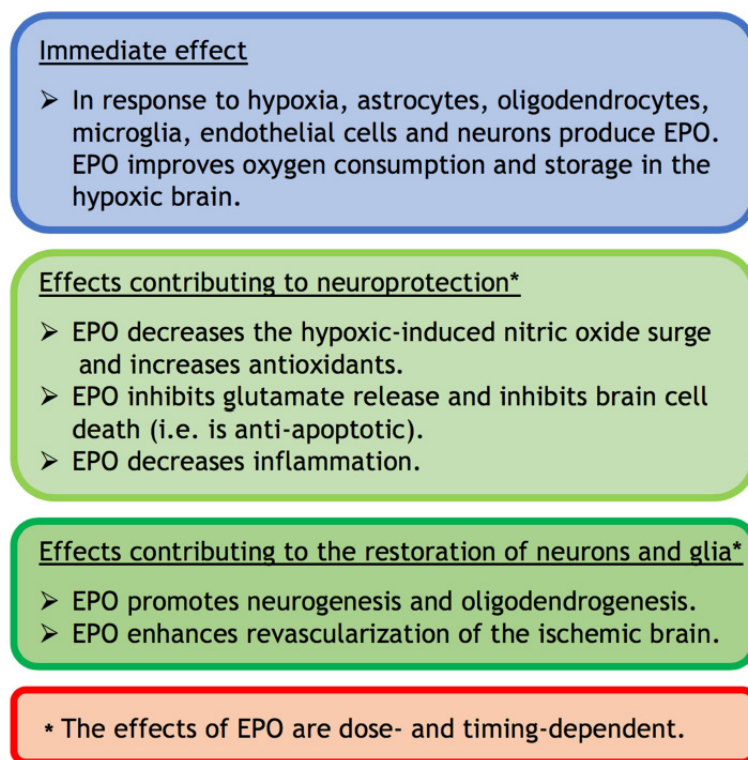 Immediate effect
➤ In response to hypoxia, astrocytes, oligodendrocytes,
microglia, endothelial cells and neurons produce EPO.
EPO improves oxygen consumption and storage in the
hypoxic brain.
Effects contributing to neuroprotection*
➤ EPO decreases the hypoxic-induced nitric oxide surge
and increases antioxidants.
➤ EPO inhibits glutamate release and inhibits brain cell
death (i.e. is anti-apoptotic).
➤ EPO decreases inflammation.
Effects contributing to the restoration of neurons and glia*
➤ EPO promotes neurogenesis and oligodendrogenesis.
➤ EPO enhances revascularization of the ischemic brain.
* The effects of EPO are dose- and timing-dependent.